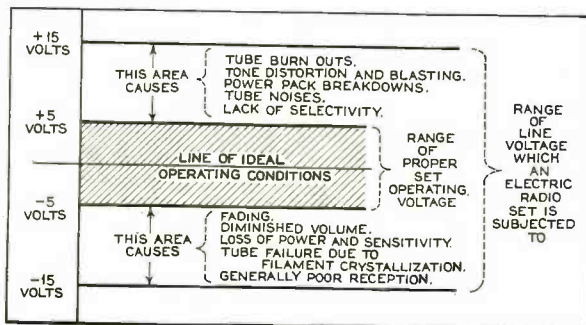 +15
VOLTS
+5
VOLTS
-5
VOLTS
-15
VOLTS
THIS AREA
CAUSES
TUBE BURN OUTS.
TONE DISTORTION AND BLASTING.
POWER PACK BREAKDOWNS.
TUBE NOISES.
LACK OF SELECTIVITY.
LINE OF IDEAL
OPERATING CONDITIONS
RANGE
OF
PROPER
SET
OPERATING.
VOLTAGE
THIS AREA
CAUSES
FADING.
DIMINISHED VOLUME.
LOSS OF POWER AND SENSITIVITY.
TUBE FAILURE DUE TO
FILAMENT CRYSTALLIZATION.
GENERALLY POOR RECEPTION.
RANGE
OF
LINE
VOLTAGE
WHICH
AN
ELECTRIC
RADIO
SET IS
SUBJECTED
TO